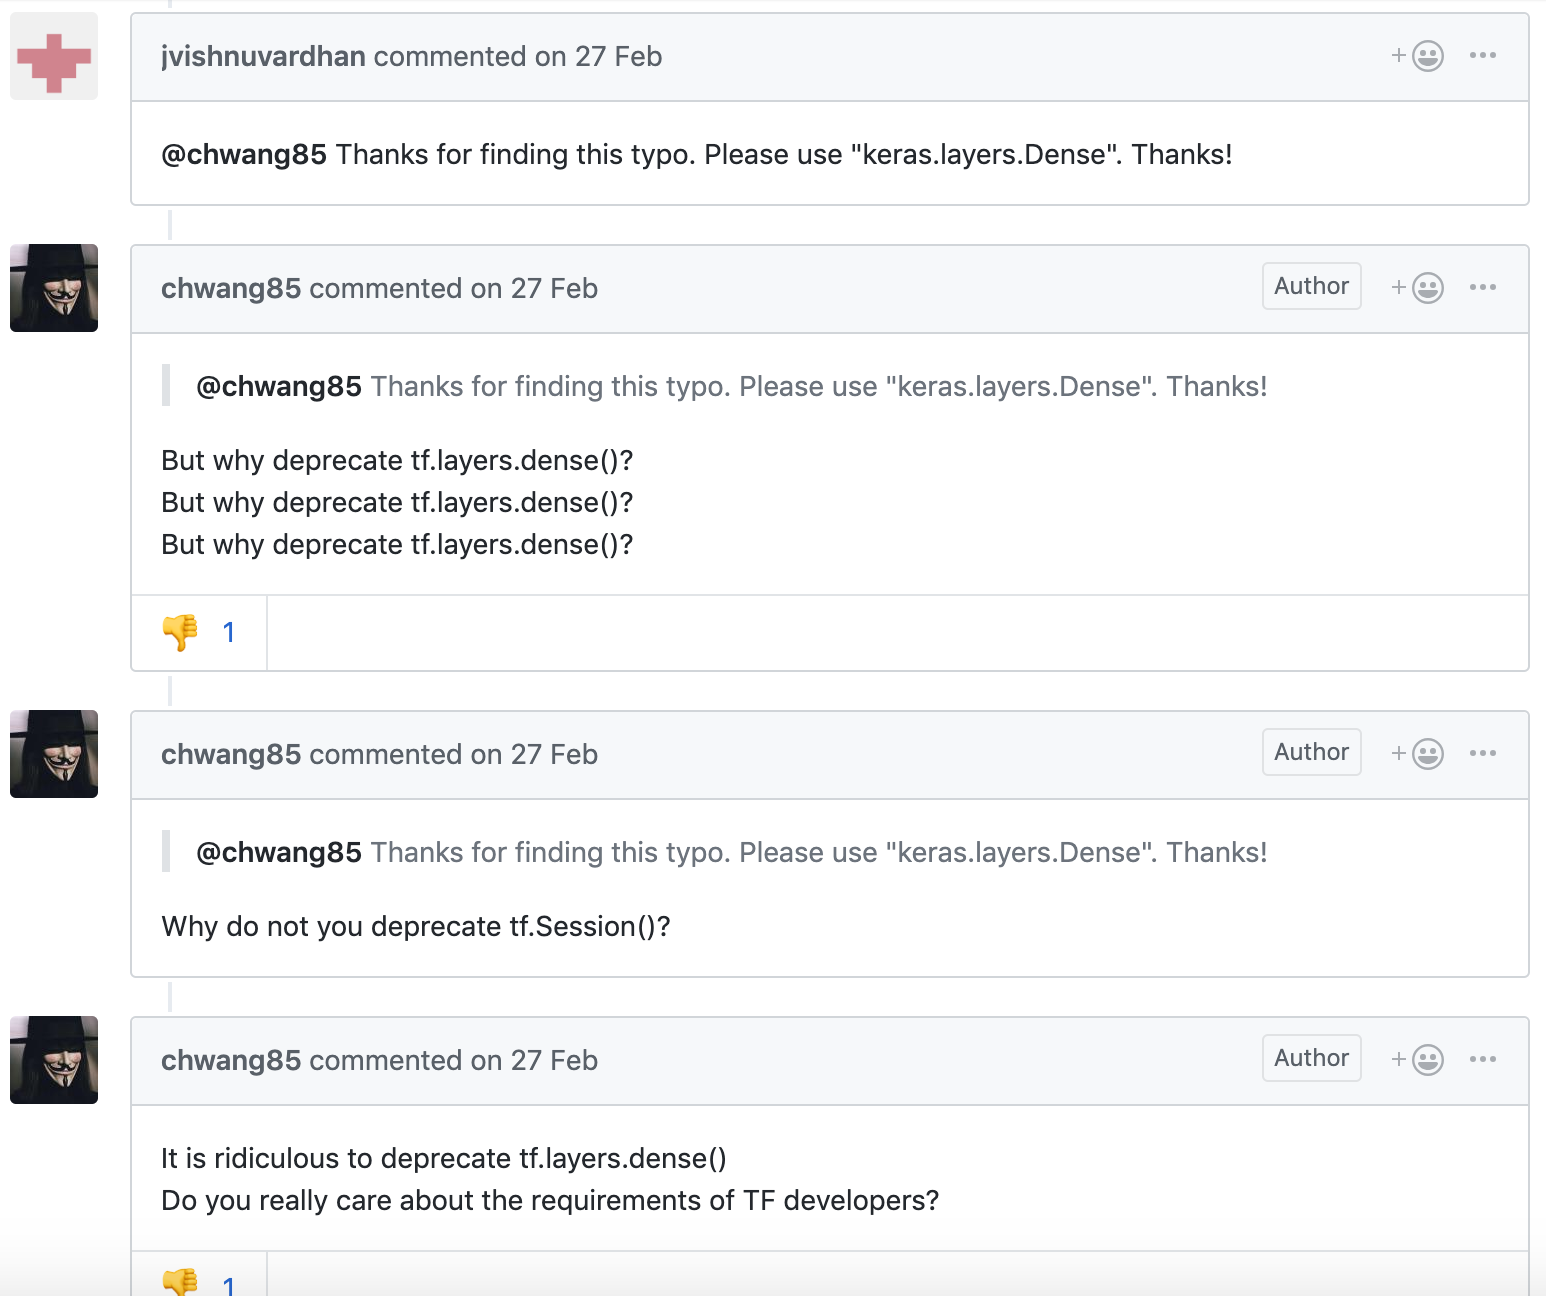 jvishnuvardhan commented on 27 Feb
@chwang85 Thanks for finding this typo. Please use "keras.layers.Dense". Thanks!
chwang85 commented on 27 Feb
Author
@chwang85 Thanks for finding this typo. Please use "keras.layers.Dense". Thanks!
But why deprecate tf.layers.dense()?
But why deprecate tf.layers.dense()?
But why deprecate tf.layers.dense()?
1
chwang85 commented on 27 Feb
Author
@chwang85 Thanks for finding this typo. Please use "keras.layers.Dense". Thanks!
Why do not you deprecate tf.Session()?
chwang85 commented on 27 Feb
Author
It is ridiculous to deprecate tf.layers.dense()
Do you really care about the requirements of TF developers?
1